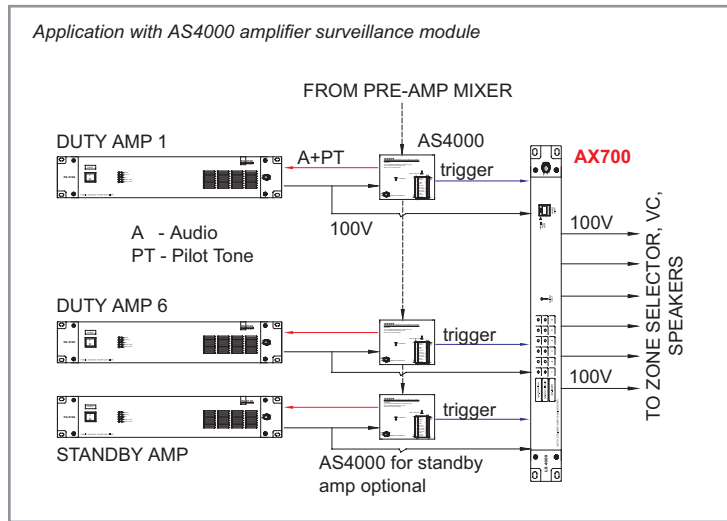 Application with AS4000 amplifier surveillance module
FROM PRE-AMP MIXER
DUTY AMP 1
A+PT
AS4000
trigger
AX700
100V
A - Audio
PT - Pilot Tone
100V
DUTY AMP 6
trigger
100V
trigger
STANDBY AMP
AS4000 for standby
amp optional
TO ZONE SELECTOR, VC,
SPEAKERS